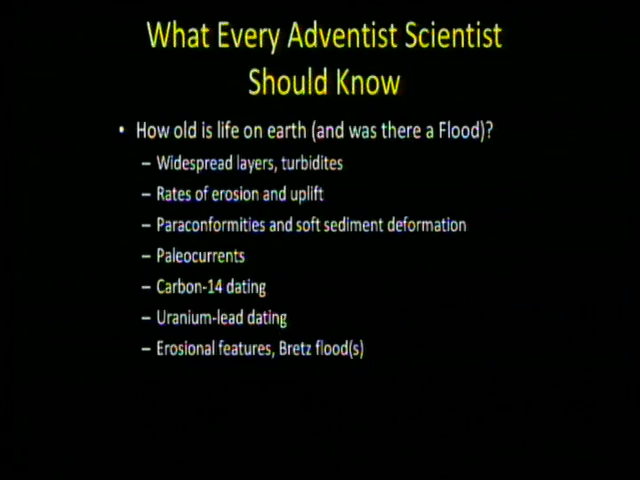 What Every Adventist Scientist
Should Know
• How old is life on earth (and was there a Flood)?
– Widespread layers, turbidites
– Rates of erosion and uplift
– Paraconformities and soft sediment deformation
– Paleocurrents
– Carbon-14 dating
– Uranium-lead dating
– Erosional features, Bretz flood(s)